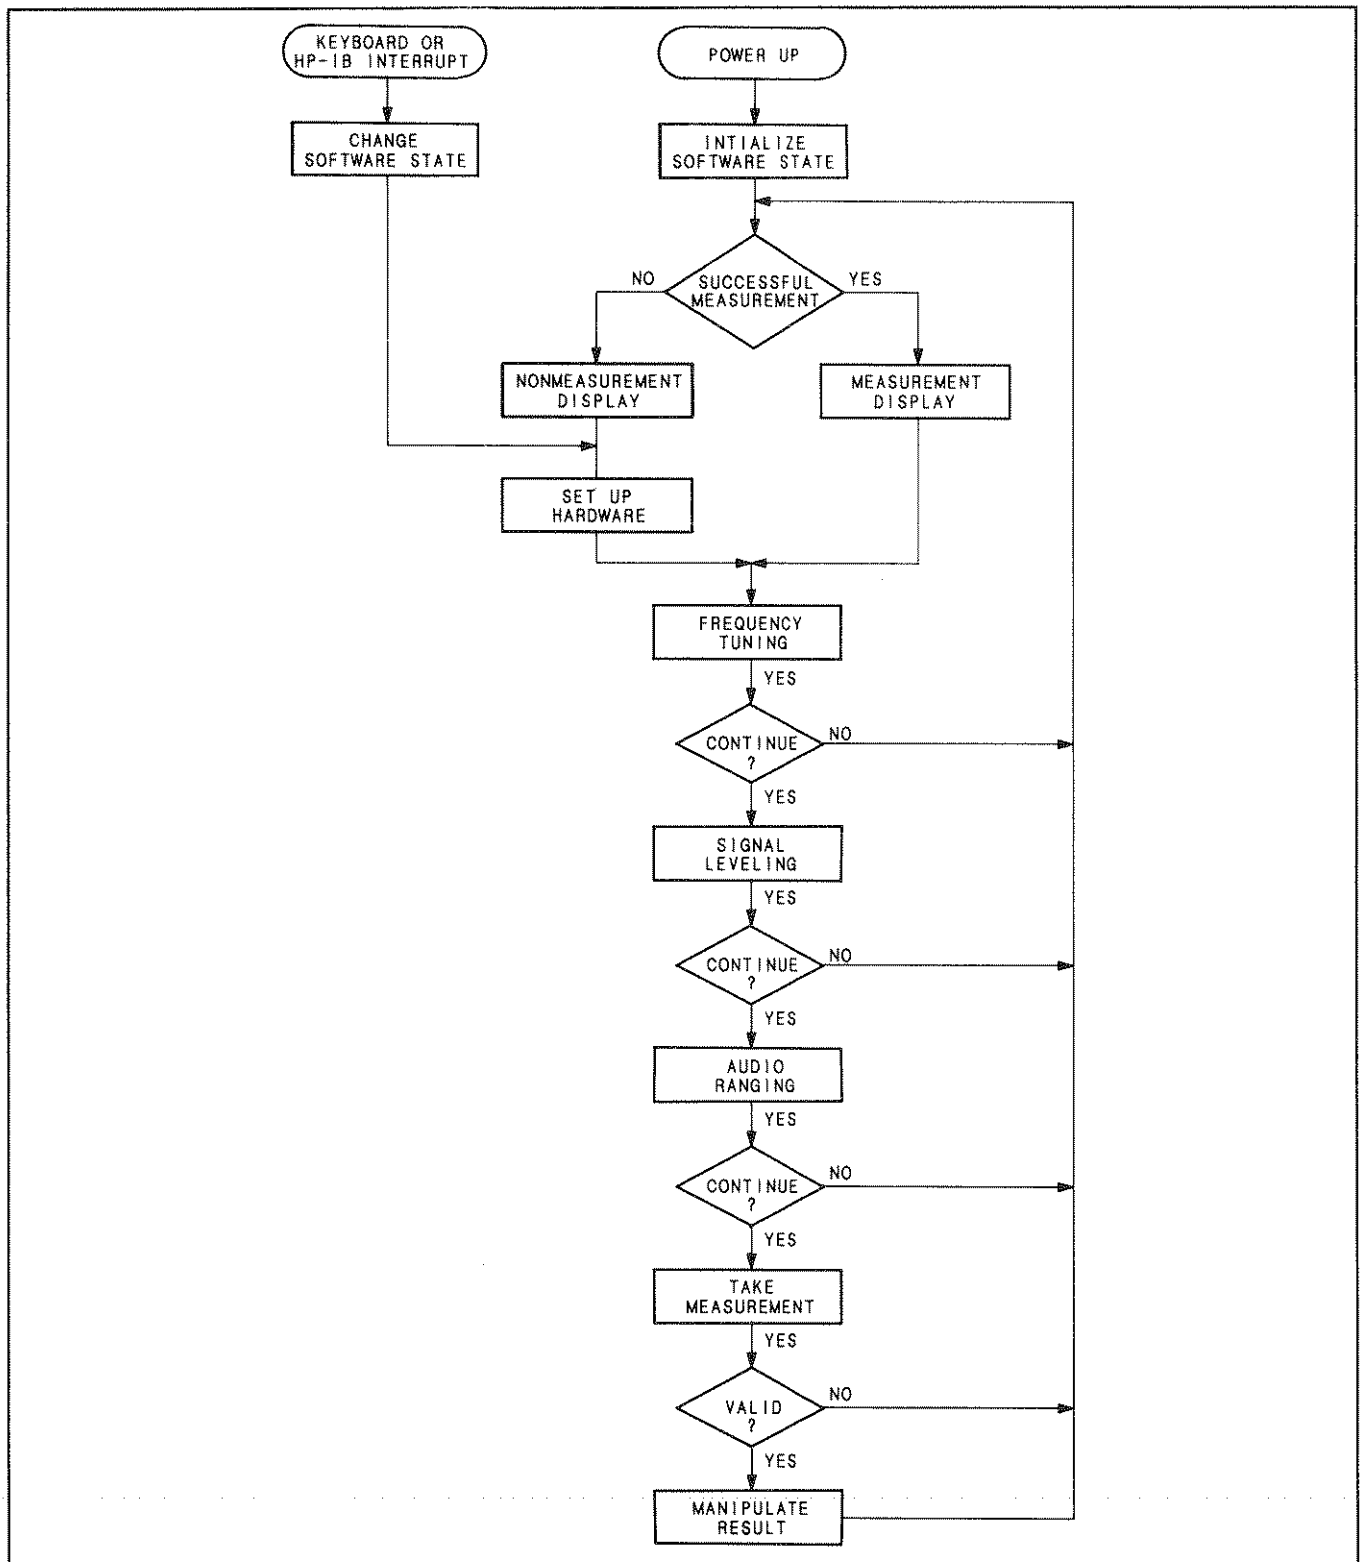 KEYBOARD OR
HP-IB INTERRUPT
POWER UP
CHANGE
SOFTWARE STATE
INTIALIZE
SOFTWARE STATE
NO
SUCCESSFUL
MEASUREMENT
YES
NONMEASUREMENT
DISPLAY
MEASUREMENT
DISPLAY
SET UP
HARDWARE
FREQUENCY
TUNING
YES
CONTINUE
?
NO
YES
SIGNAL
LEVELING
YES
CONTINUE
?
NO
YES
AUDIO
RANGING
YES
CONTINUE
?
NO
YES
TAKE
MEASUREMENT
YES
VALID
?
NO
YES
MANIPULATE
RESULT